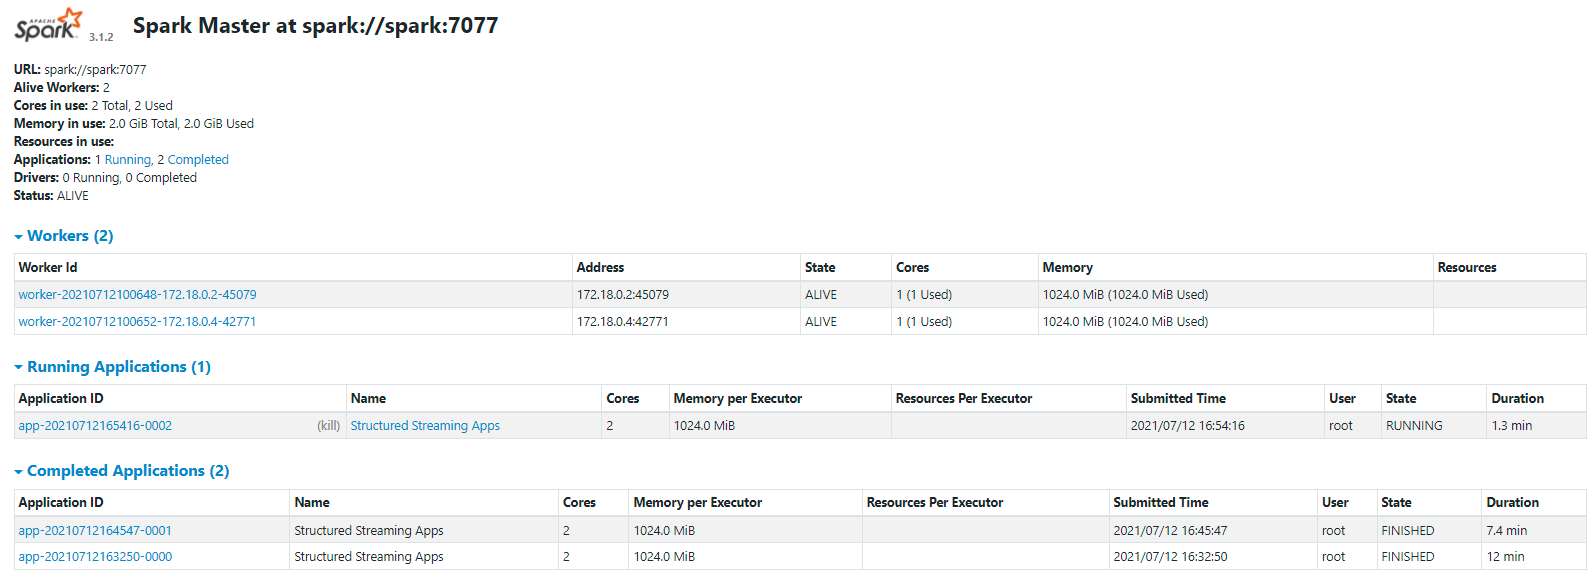 APACHE
Spark 3.1.2 Spark Master at spark://spark:7077
URL: spark://spark:7077
Alive Workers: 2
Cores in use: 2 Total, 2 Used
Memory in use: 2.0 GiB Total, 2.0 GiB Used
Resources in use:
Applications: 1 Running, 2 Completed
Drivers: 0 Running, 0 Completed
Status: ALIVE
Workers (2)
Worker Id Address State Cores Memory Resources
worker-20210712100648-172.18.0.2-45079 172.18.0.2:45079 ALIVE 1 (1 Used) 1024.0 MiB (1024.0 MiB Used)
worker-20210712100652-172.18.0.4-42771 172.18.0.4:42771 ALIVE 1 (1 Used) 1024.0 MiB (1024.0 MiB Used)
Running Applications (1)
Application ID Name Cores Memory per Executor Resources Per Executor Submitted Time User State Duration
app-20210712165416-0002 (kill) Structured Streaming Apps 2 1024.0 MiB 2021/07/12 16:54:16 root RUNNING 1.3 min
Completed Applications (2)
Application ID Name Cores Memory per Executor Resources Per Executor Submitted Time User State Duration
app-20210712164547-0001 Structured Streaming Apps 2 1024.0 MiB 2021/07/12 16:45:47 root FINISHED 7.4 min
app-20210712163250-0000 Structured Streaming Apps 2 1024.0 MiB 2021/07/12 16:32:50 root FINISHED 12 min